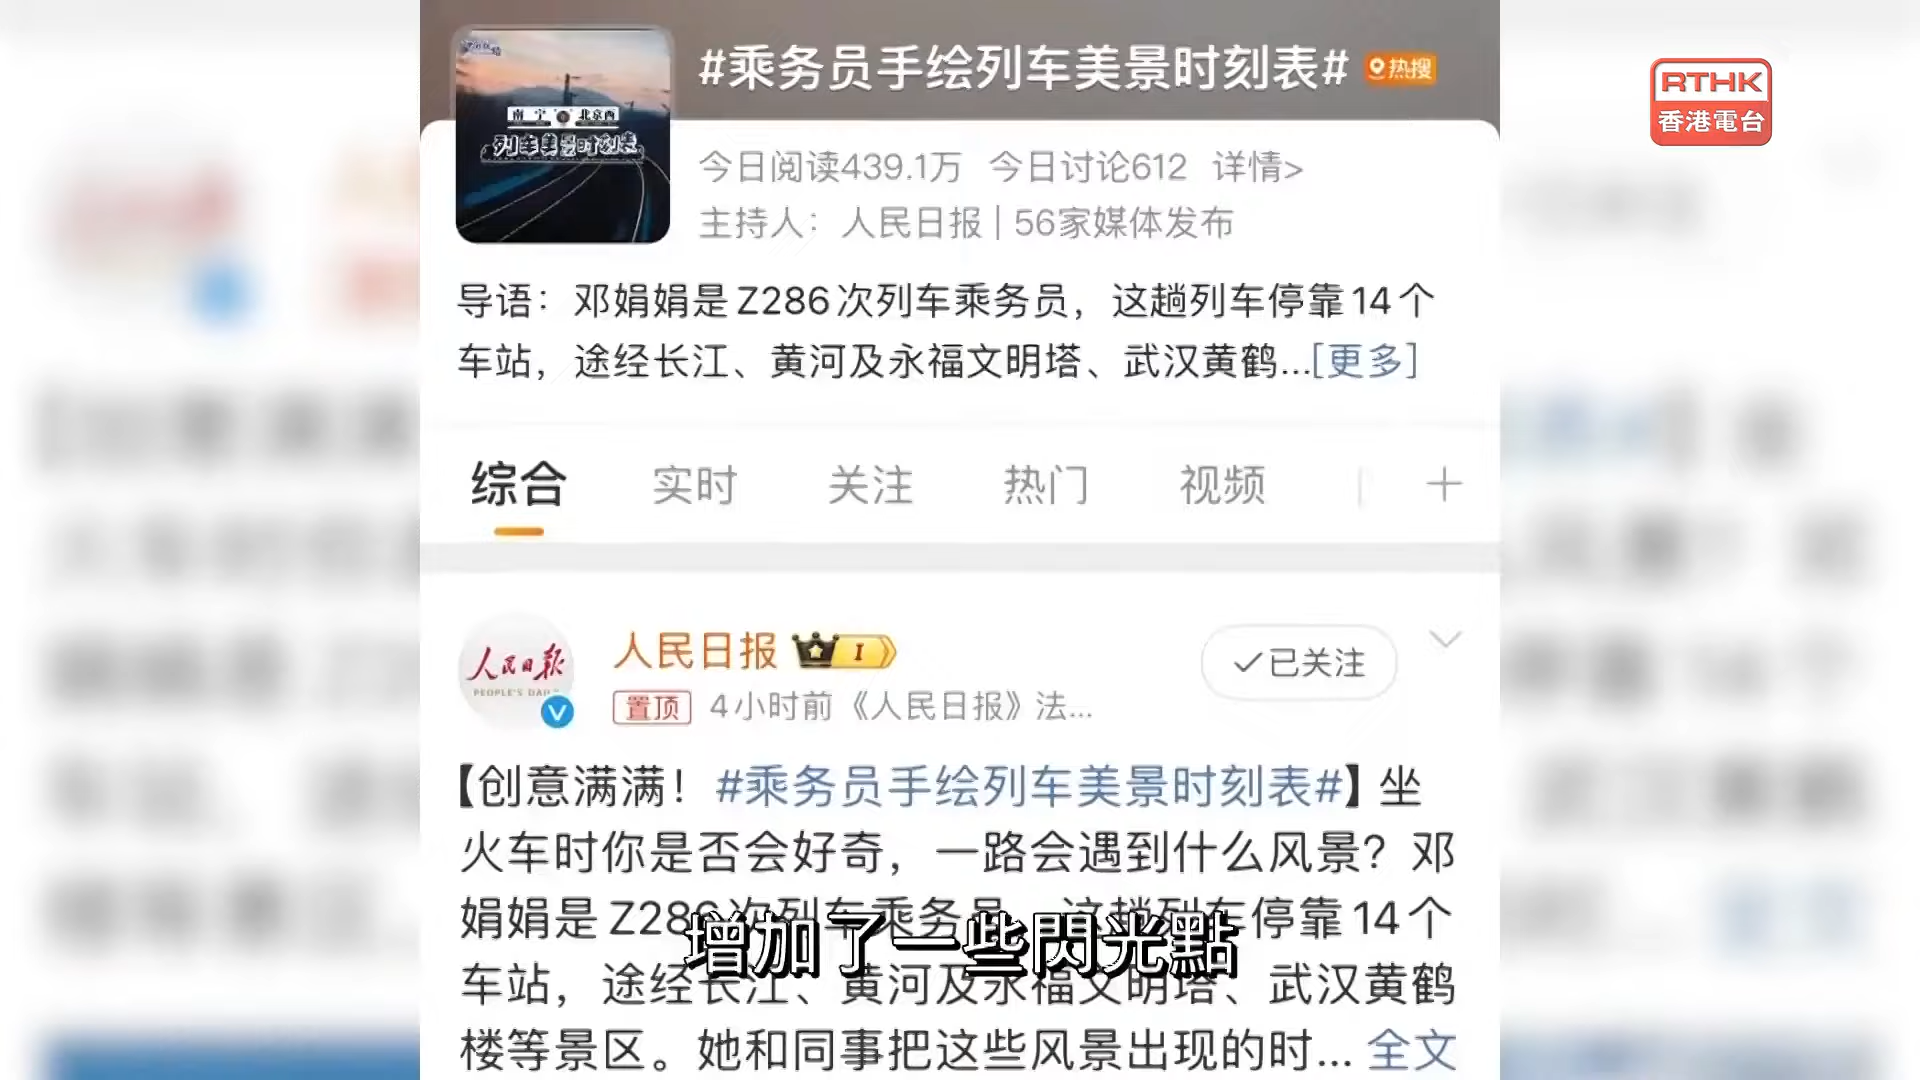 #乘务员手绘列车美景时刻表# 热搜
RTHK
香港電台
南宁 北京西
列车美景时刻表
今日阅读439.1万 今日讨论612 详情>
主持人：人民日报 | 56家媒体发布
导语：邓娟娟是Z286次列车乘务员，这趟列车停靠14个
车站，途经长江、黄河及永福文明塔、武汉黄鹤...[更多]
综合 实时 关注 热门 视频 +
人民日报
PEOPLE'S DAILY
人民日报 I
已关注
置顶 4小时前 《人民日报》法...
【创意满满！#乘务员手绘列车美景时刻表#】坐
火车时你是否会好奇，一路会遇到什么风景？邓
娟娟是Z286次列车乘务员，这趟列车停靠14个
增加了一些閃光點
车站，途经长江、黄河及永福文明塔、武汉黄鹤
楼等景区。她和同事把这些风景出现的时... 全文